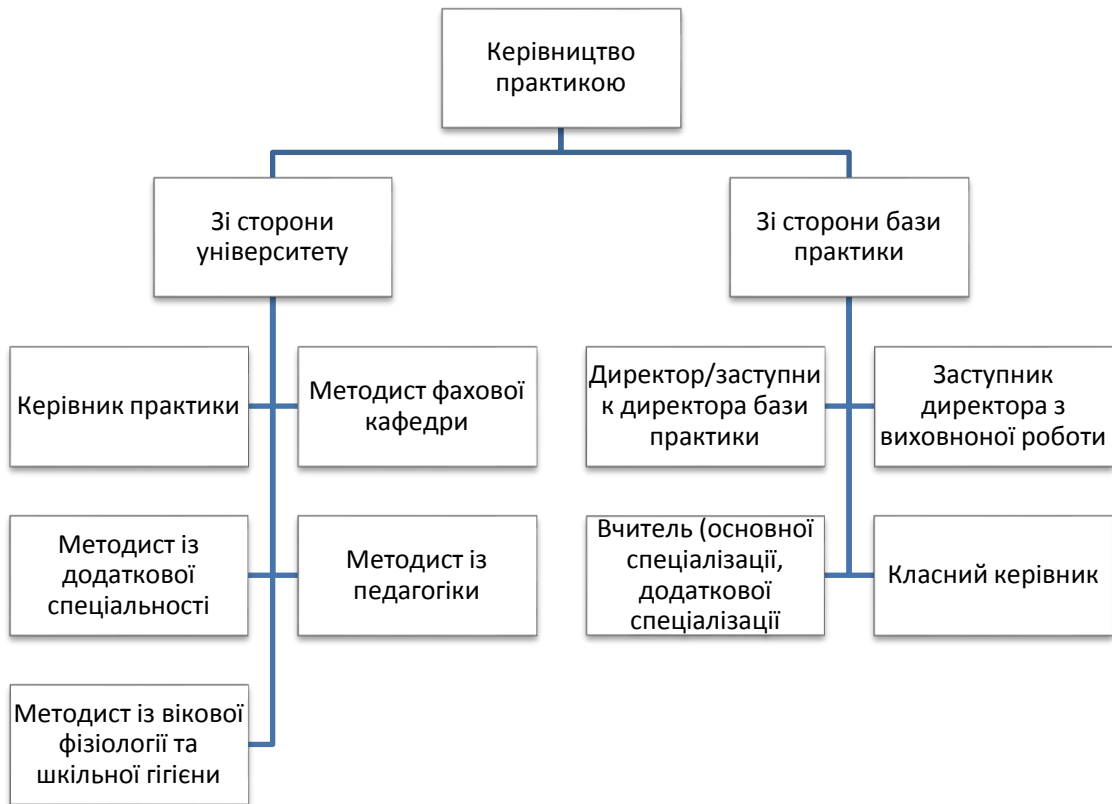 Керівництво
практикою
Зі сторони
університету
Зі сторони бази
практики
Керівник практики
Методист фахової
кафедри
Директор/заступни
к директора бази
практики
Заступник
директора з
виховноної роботи
Методист із
додаткової
спеціальності
Методист із
педагогіки
Вчитель (основної
спеціалізації,
додаткової
спеціалізації
Класний керівник
Методист із вікової
фізіології та
шкільної гігієни